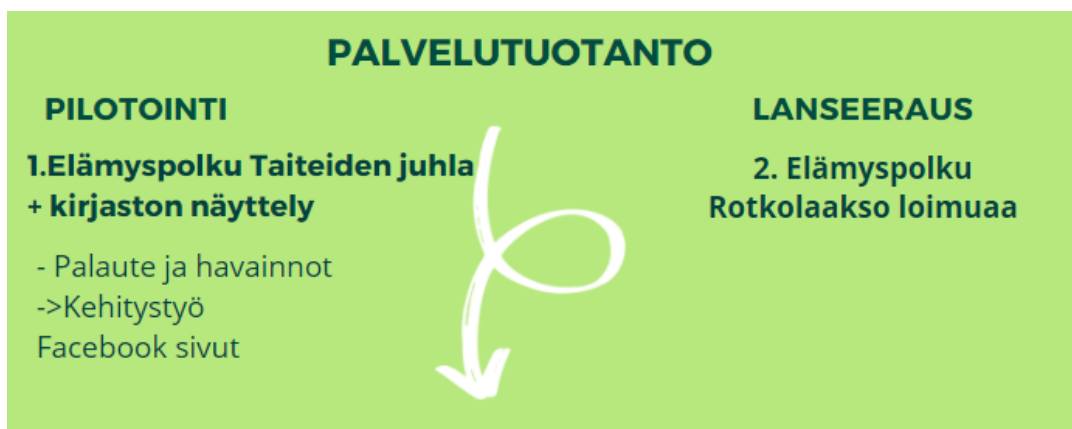 PALVELUTUOTANTO
PILOTOINTI
1.Elämyspolku Taiteiden juhla
+ kirjaston näyttely
- Palaute ja havainnot
->Kehitystyö
Facebook sivut
LANSEERAUS
2. Elämyspolku
Rotkolaakso loimuaa